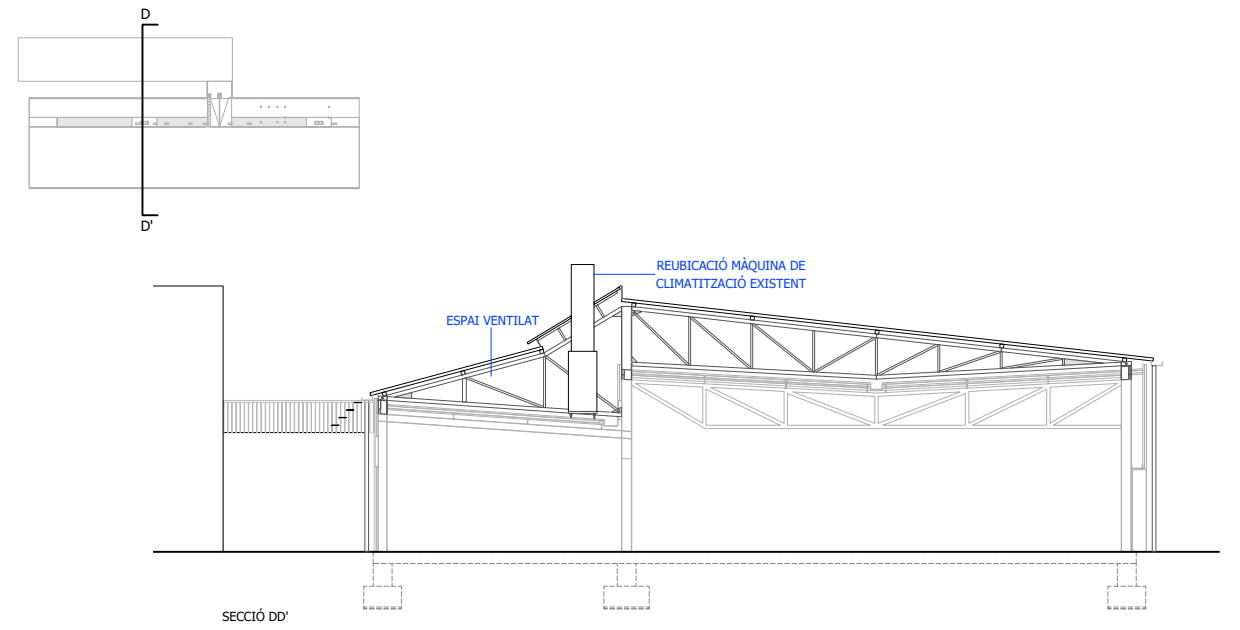 D
D'
REUBICACIÓ MÀQUINA DE
CLIMATITZACIÓ EXISTENT
ESPAI VENTILAT
SECCIÓ DD'